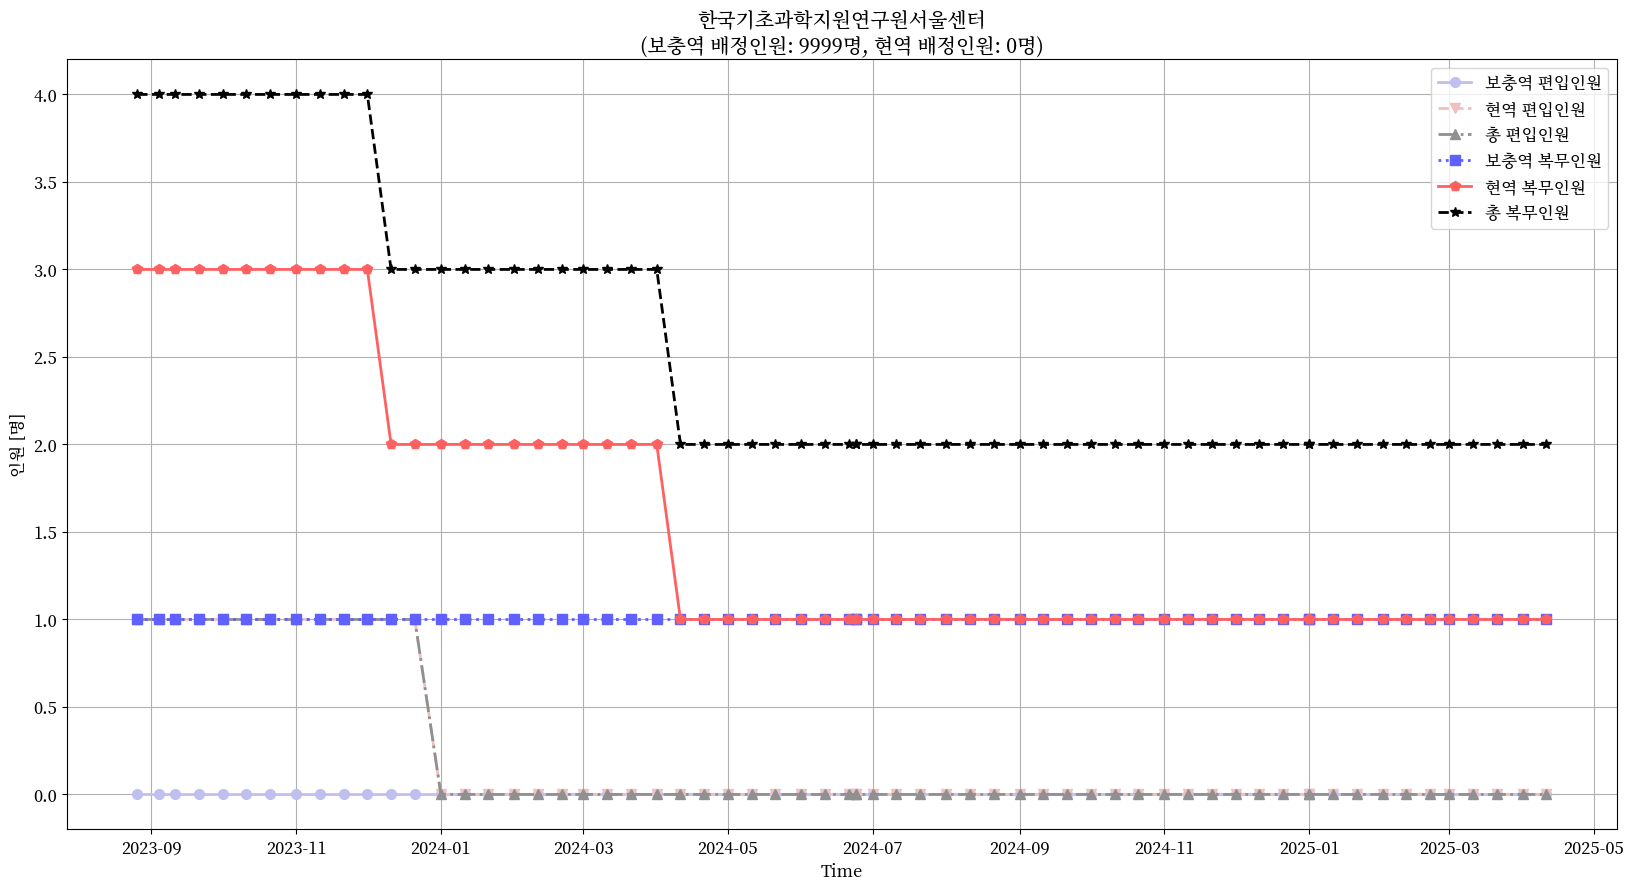 한국기초과학지원연구원서울센터
(보충역 배정인원: 9999명, 현역 배정인원: 0명)
보충역 편입인원
현역 편입인원
총 편입인원
보충역 복무인원
현역 복무인원
총 복무인원
인원 [명]
4.0
3.5
3.0
2.5
2.0
1.5
1.0
0.5
0.0
2023-09 2023-11 2024-01 2024-03 2024-05 2024-07 2024-09 2024-11 2025-01 2025-03 2025-05
Time